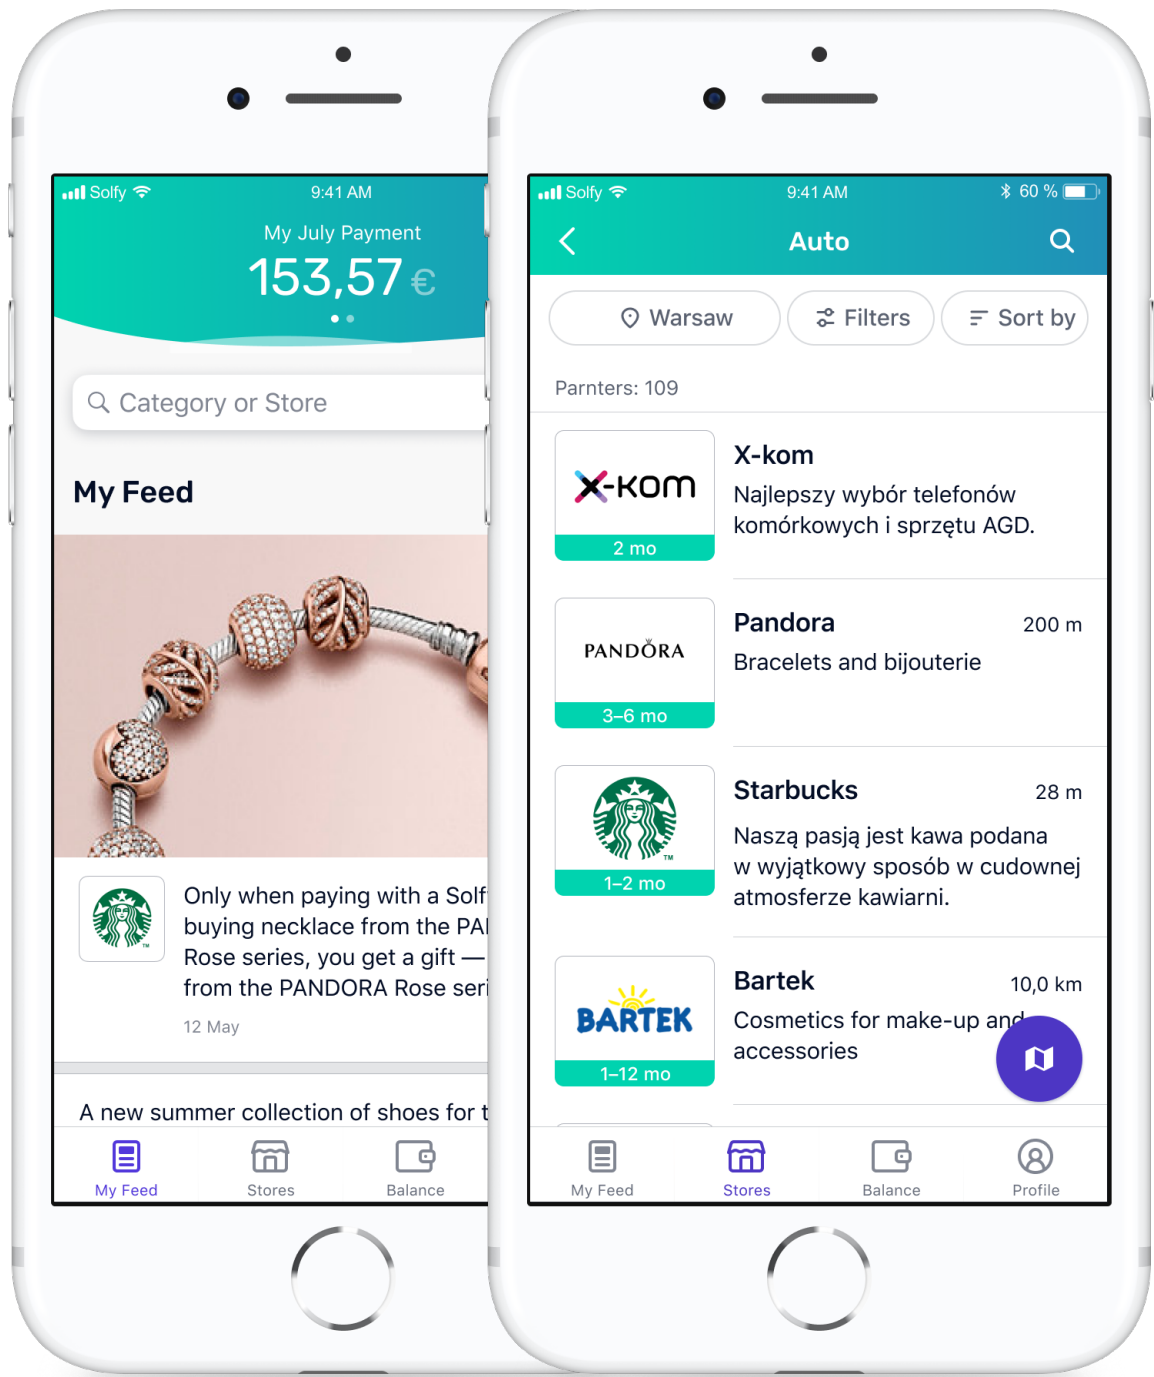 Solfy
9:41 AM
My July Payment
153,57 €
Category or Store
My Feed
Only when paying with a Solf
buying necklace from the PA
Rose series, you get a gift —
from the PANDORA Rose seri
12 May
A new summer collection of shoes for t
My Feed
Stores
Balance
Solfy
9:41 AM
60 %
Auto
Warsaw
Filters
Sort by
Parnters: 109
X-KOM
2 mo
X-kom
Najlepszy wybór telefonów
komórkowych i sprzętu AGD.
PANDÖRA
3–6 mo
Pandora
200 m
Bracelets and bijouterie
TM
1–2 mo
Starbucks
28 m
Naszą pasją jest kawa podana
w wyjątkowy sposób w cudownej
atmosferze kawiarni.
BARTEK
1–12 mo
Bartek
10,0 km
Cosmetics for make-up and
accessories
My Feed
Stores
Balance
Profile